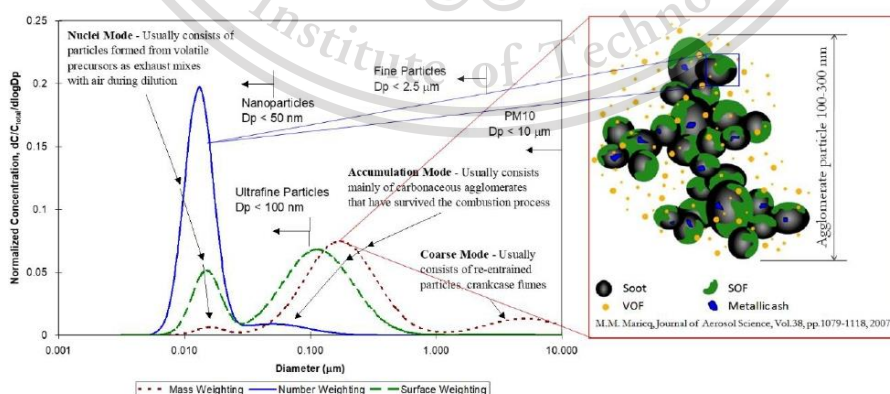 Institute of Techno
Normalized Concentration, dC/Ctotal/dlogDp
0.25
0.2
0.15
0.1
0.05
0
0.001
0.010
0.100
1.000
10.000
Diameter (µm)
Nuclei Mode - Usually consists of
particles formed from volatile
precursors as exhaust mixes
with air during dilution
Nanoparticles
Dp < 50 nm
Ultrafine Particles
Dp < 100 nm
Fine Particles
Dp < 2.5 µm
PM10
Dp < 10 µm
Accumulation Mode - Usually consists
mainly of carbonaceous agglomerates
that have survived the combustion process
Coarse Mode - Usually
consists of re-entrained
particles, crankcase fumes
Mass Weighting
Number Weighting
Surface Weighting
Agglomerate particle 100-300 nm
Soot
SOF
VOF
Metallicash
M.M. Maricq, Journal of Aerosol Science, Vol.38, pp.1079-1118, 2007